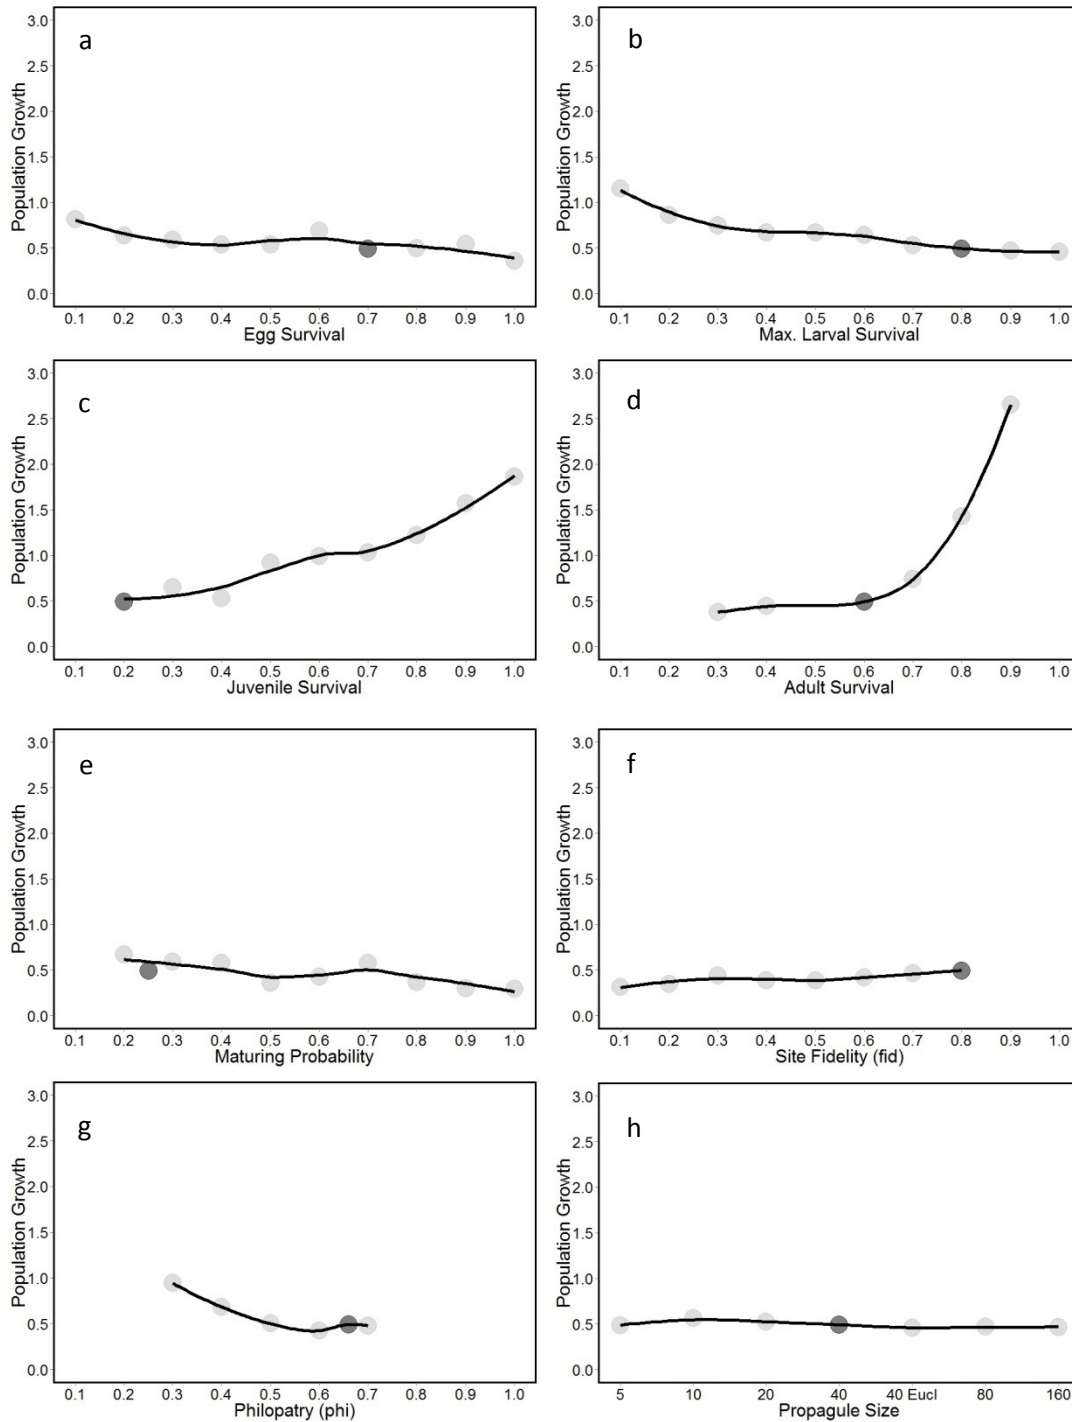 a
Population Growth
3.0
2.5
2.0
1.5
1.0
0.5
0.0
0.1 0.2 0.3 0.4 0.5 0.6 0.7 0.8 0.9 1.0
Egg Survival
b
Population Growth
3.0
2.5
2.0
1.5
1.0
0.5
0.0
0.1 0.2 0.3 0.4 0.5 0.6 0.7 0.8 0.9 1.0
Max. Larval Survival
c
Population Growth
3.0
2.5
2.0
1.5
1.0
0.5
0.0
0.1 0.2 0.3 0.4 0.5 0.6 0.7 0.8 0.9 1.0
Juvenile Survival
d
Population Growth
3.0
2.5
2.0
1.5
1.0
0.5
0.0
0.1 0.2 0.3 0.4 0.5 0.6 0.7 0.8 0.9 1.0
Adult Survival
e
Population Growth
3.0
2.5
2.0
1.5
1.0
0.5
0.0
0.1 0.2 0.3 0.4 0.5 0.6 0.7 0.8 0.9 1.0
Maturing Probability
f
Population Growth
3.0
2.5
2.0
1.5
1.0
0.5
0.0
0.1 0.2 0.3 0.4 0.5 0.6 0.7 0.8 0.9 1.0
Site Fidelity (fid)
g
Population Growth
3.0
2.5
2.0
1.5
1.0
0.5
0.0
0.1 0.2 0.3 0.4 0.5 0.6 0.7 0.8 0.9 1.0
Philopatry (phi)
h
Population Growth
3.0
2.5
2.0
1.5
1.0
0.5
0.0
5 10 20 40 40 Eucl 80 160
Propagule Size